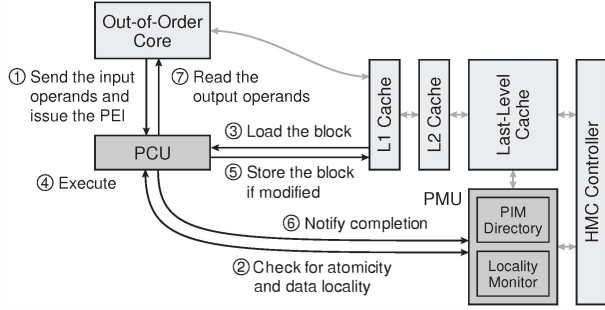 Out-of-Order
Core
① Send the input
operands and
issue the PEI
⑦ Read the
output operands
③ Load the block
PCU
④ Execute
⑤ Store the block
if modified
L1 Cache
L2 Cache
Last-Level
Cache
HMC Controller
PMU
⑥ Notify completion
PIM
Directory
② Check for atomicity
and data locality
Locality
Monitor